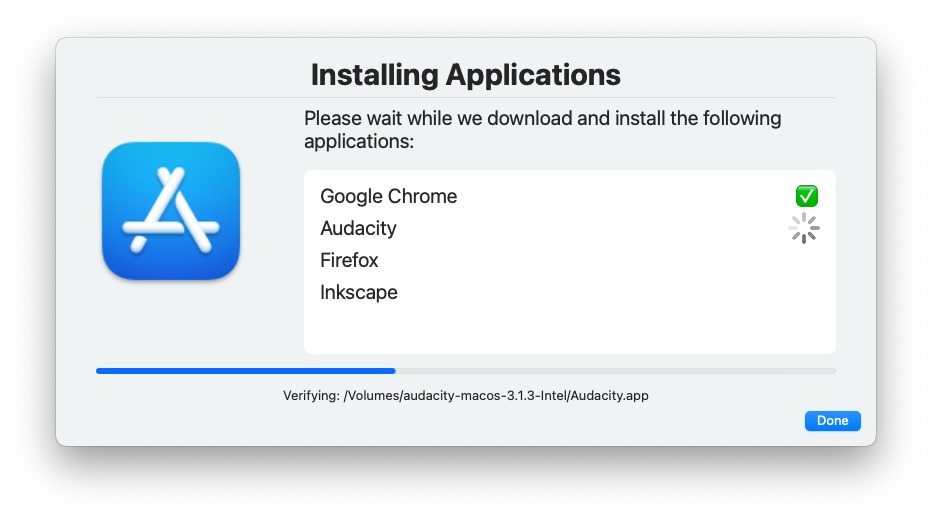 Installing Applications
Please wait while we download and install the following
applications:
Google Chrome
Audacity
Firefox
Inkscape
Verifying: /Volumes/audacity-macos-3.1.3-Intel/Audacity.app
Done